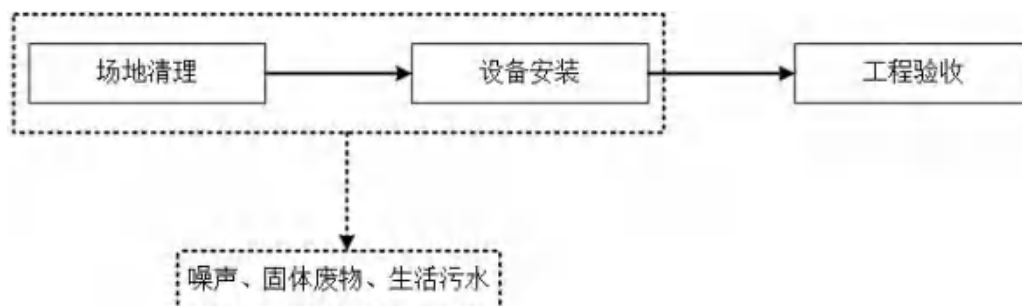 场地清理
设备安装
工程验收
噪声、固体废物、生活污水